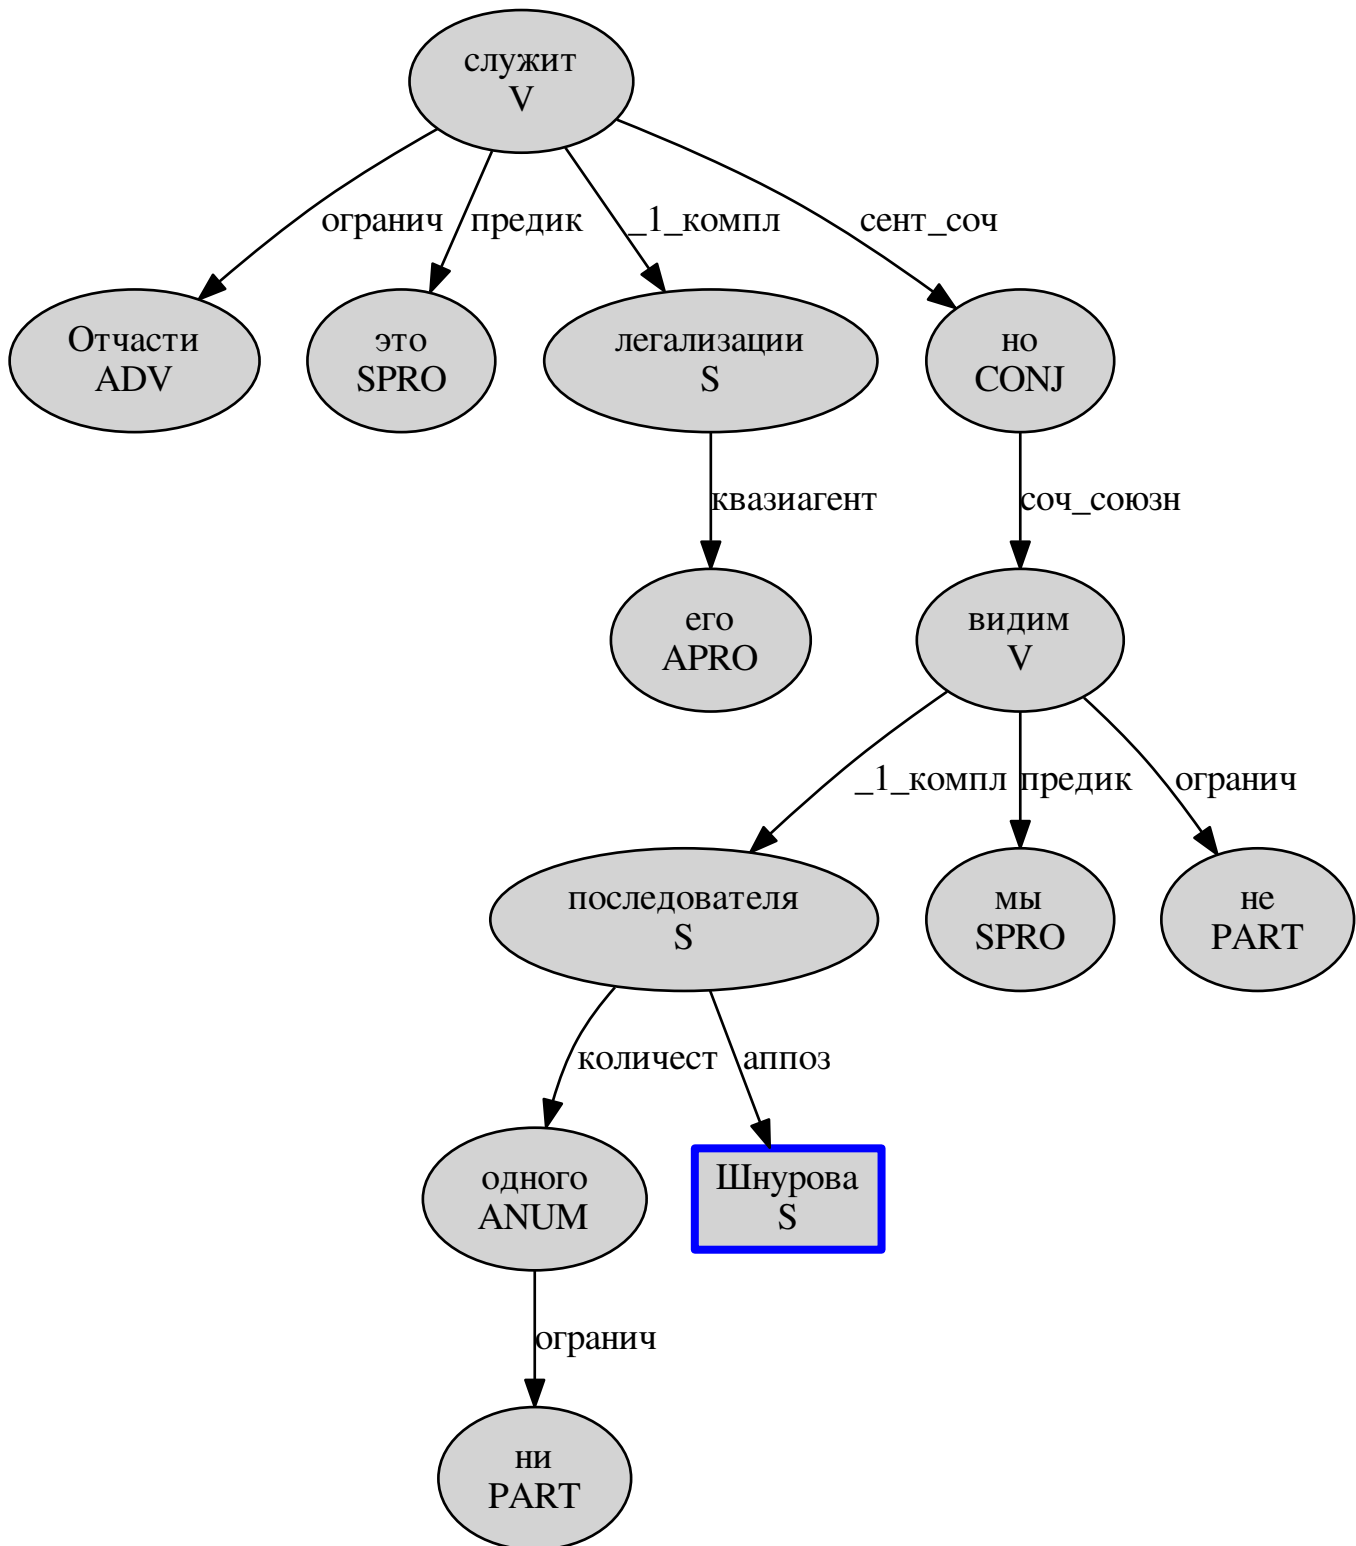 служит
V
огранич
предик
_1_компл
сент_соч
Отчасти
ADV
это
SPRO
легализации
S
но
CONJ
квазиагент
соч_союзн
его
APRO
видим
V
_1_компл
предик
огранич
последователя
S
мы
SPRO
не
PART
количест
аппоз
одного
ANUM
Шнурова
S
огранич
ни
PART